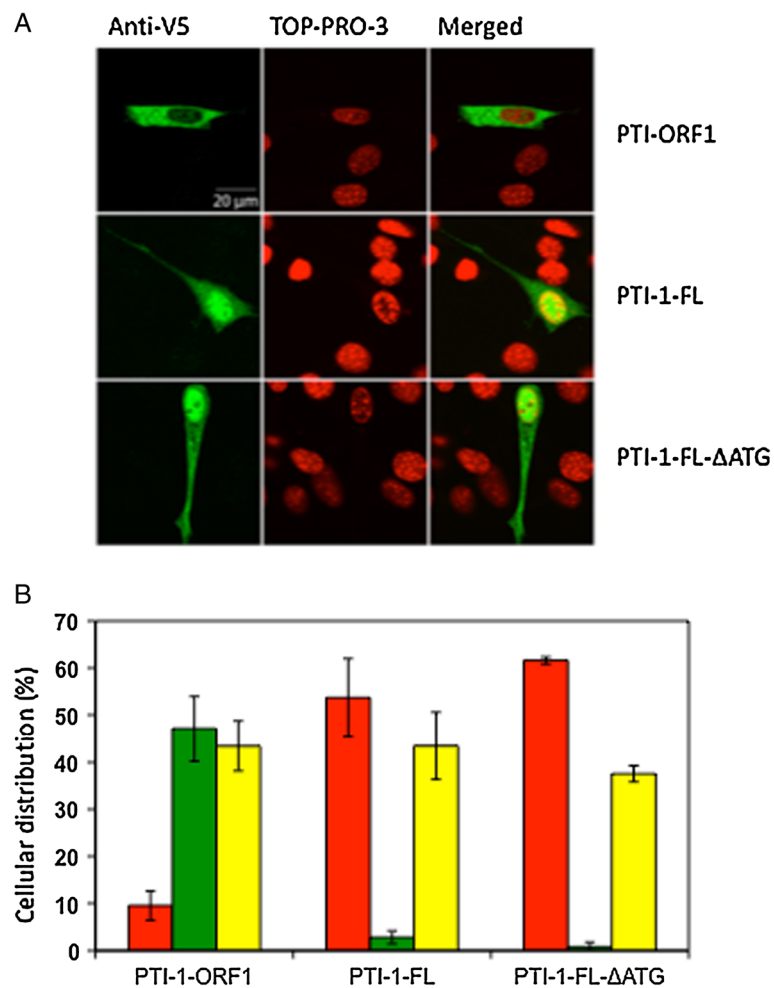 A
Anti-V5 TOP-PRO-3 Merged
20 µm
PTI-ORF1
PTI-1-FL
PTI-1-FL-ΔATG
B
Cellular distribution (%)
70
60
50
40
30
20
10
0
PTI-1-ORF1 PTI-1-FL PTI-1-FL-ΔATG